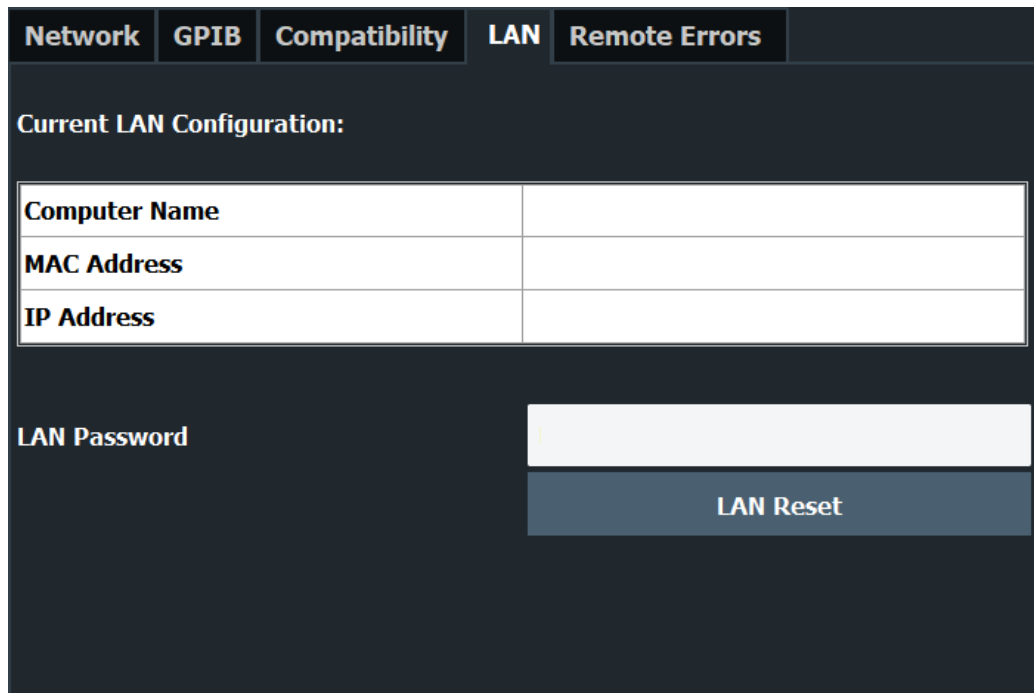 Network GPIB Compatibility LAN Remote Errors
Current LAN Configuration:
Computer Name
MAC Address
IP Address
LAN Password
LAN Reset